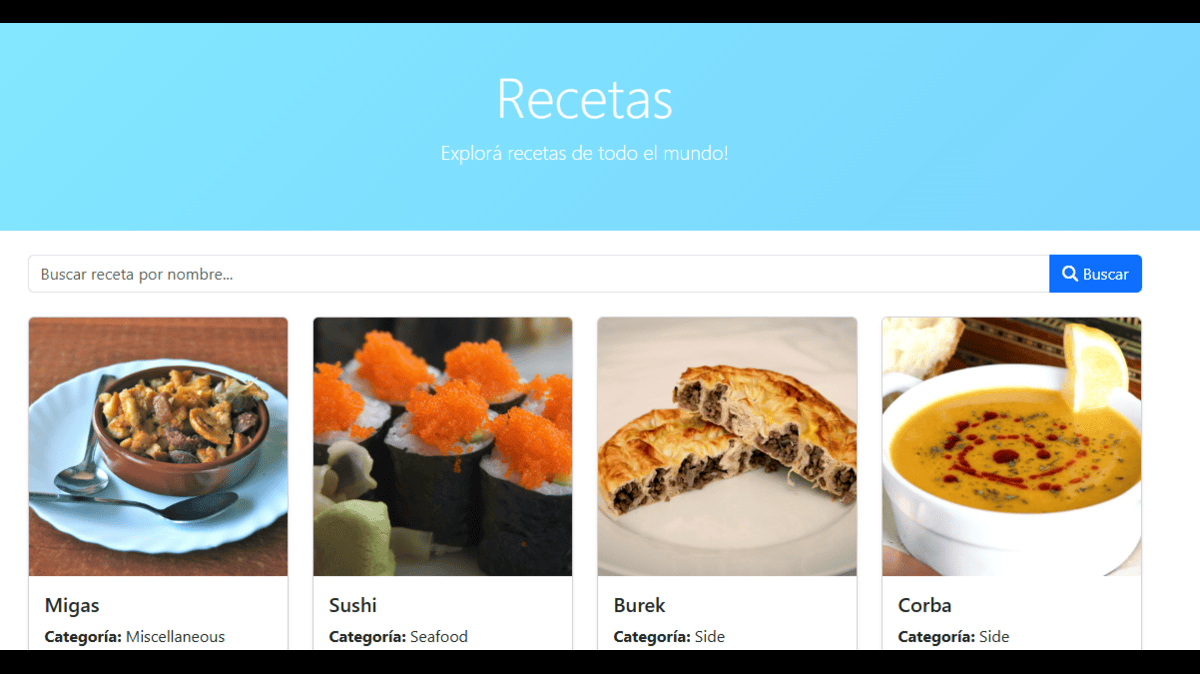 Recetas
Explorá recetas de todo el mundo!
Buscar receta por nombre...
Buscar
Migas
Categoría: Miscellaneous
Sushi
Categoría: Seafood
Burek
Categoría: Side
Corba
Categoría: Side